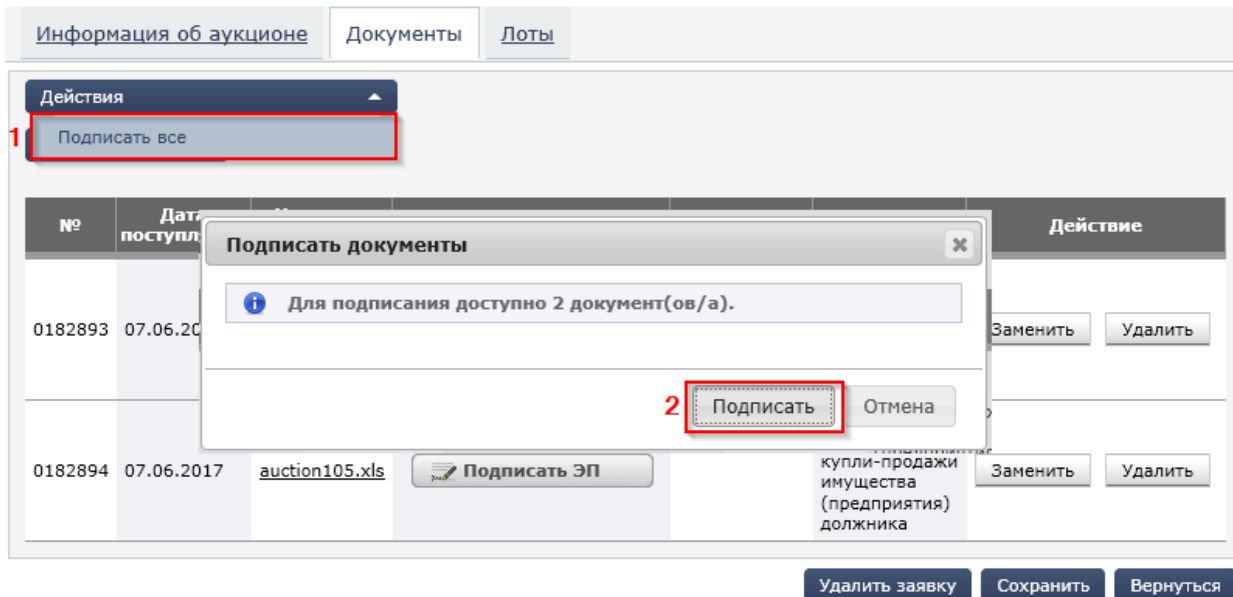 Информация об аукционе Документы Лоты
Действия
1 Подписать все
№ Действие
Подписать документы
Для подписания доступно 2 документ(ов/а).
0182893 Заменить Удалить
2 Подписать Отмена
0182894 07.06.2017 auction105.xls Подписать ЭП Заменить Удалить
купли-продажи
имущества
(предприятия)
должника
Удалить заявку Сохранить Вернуться